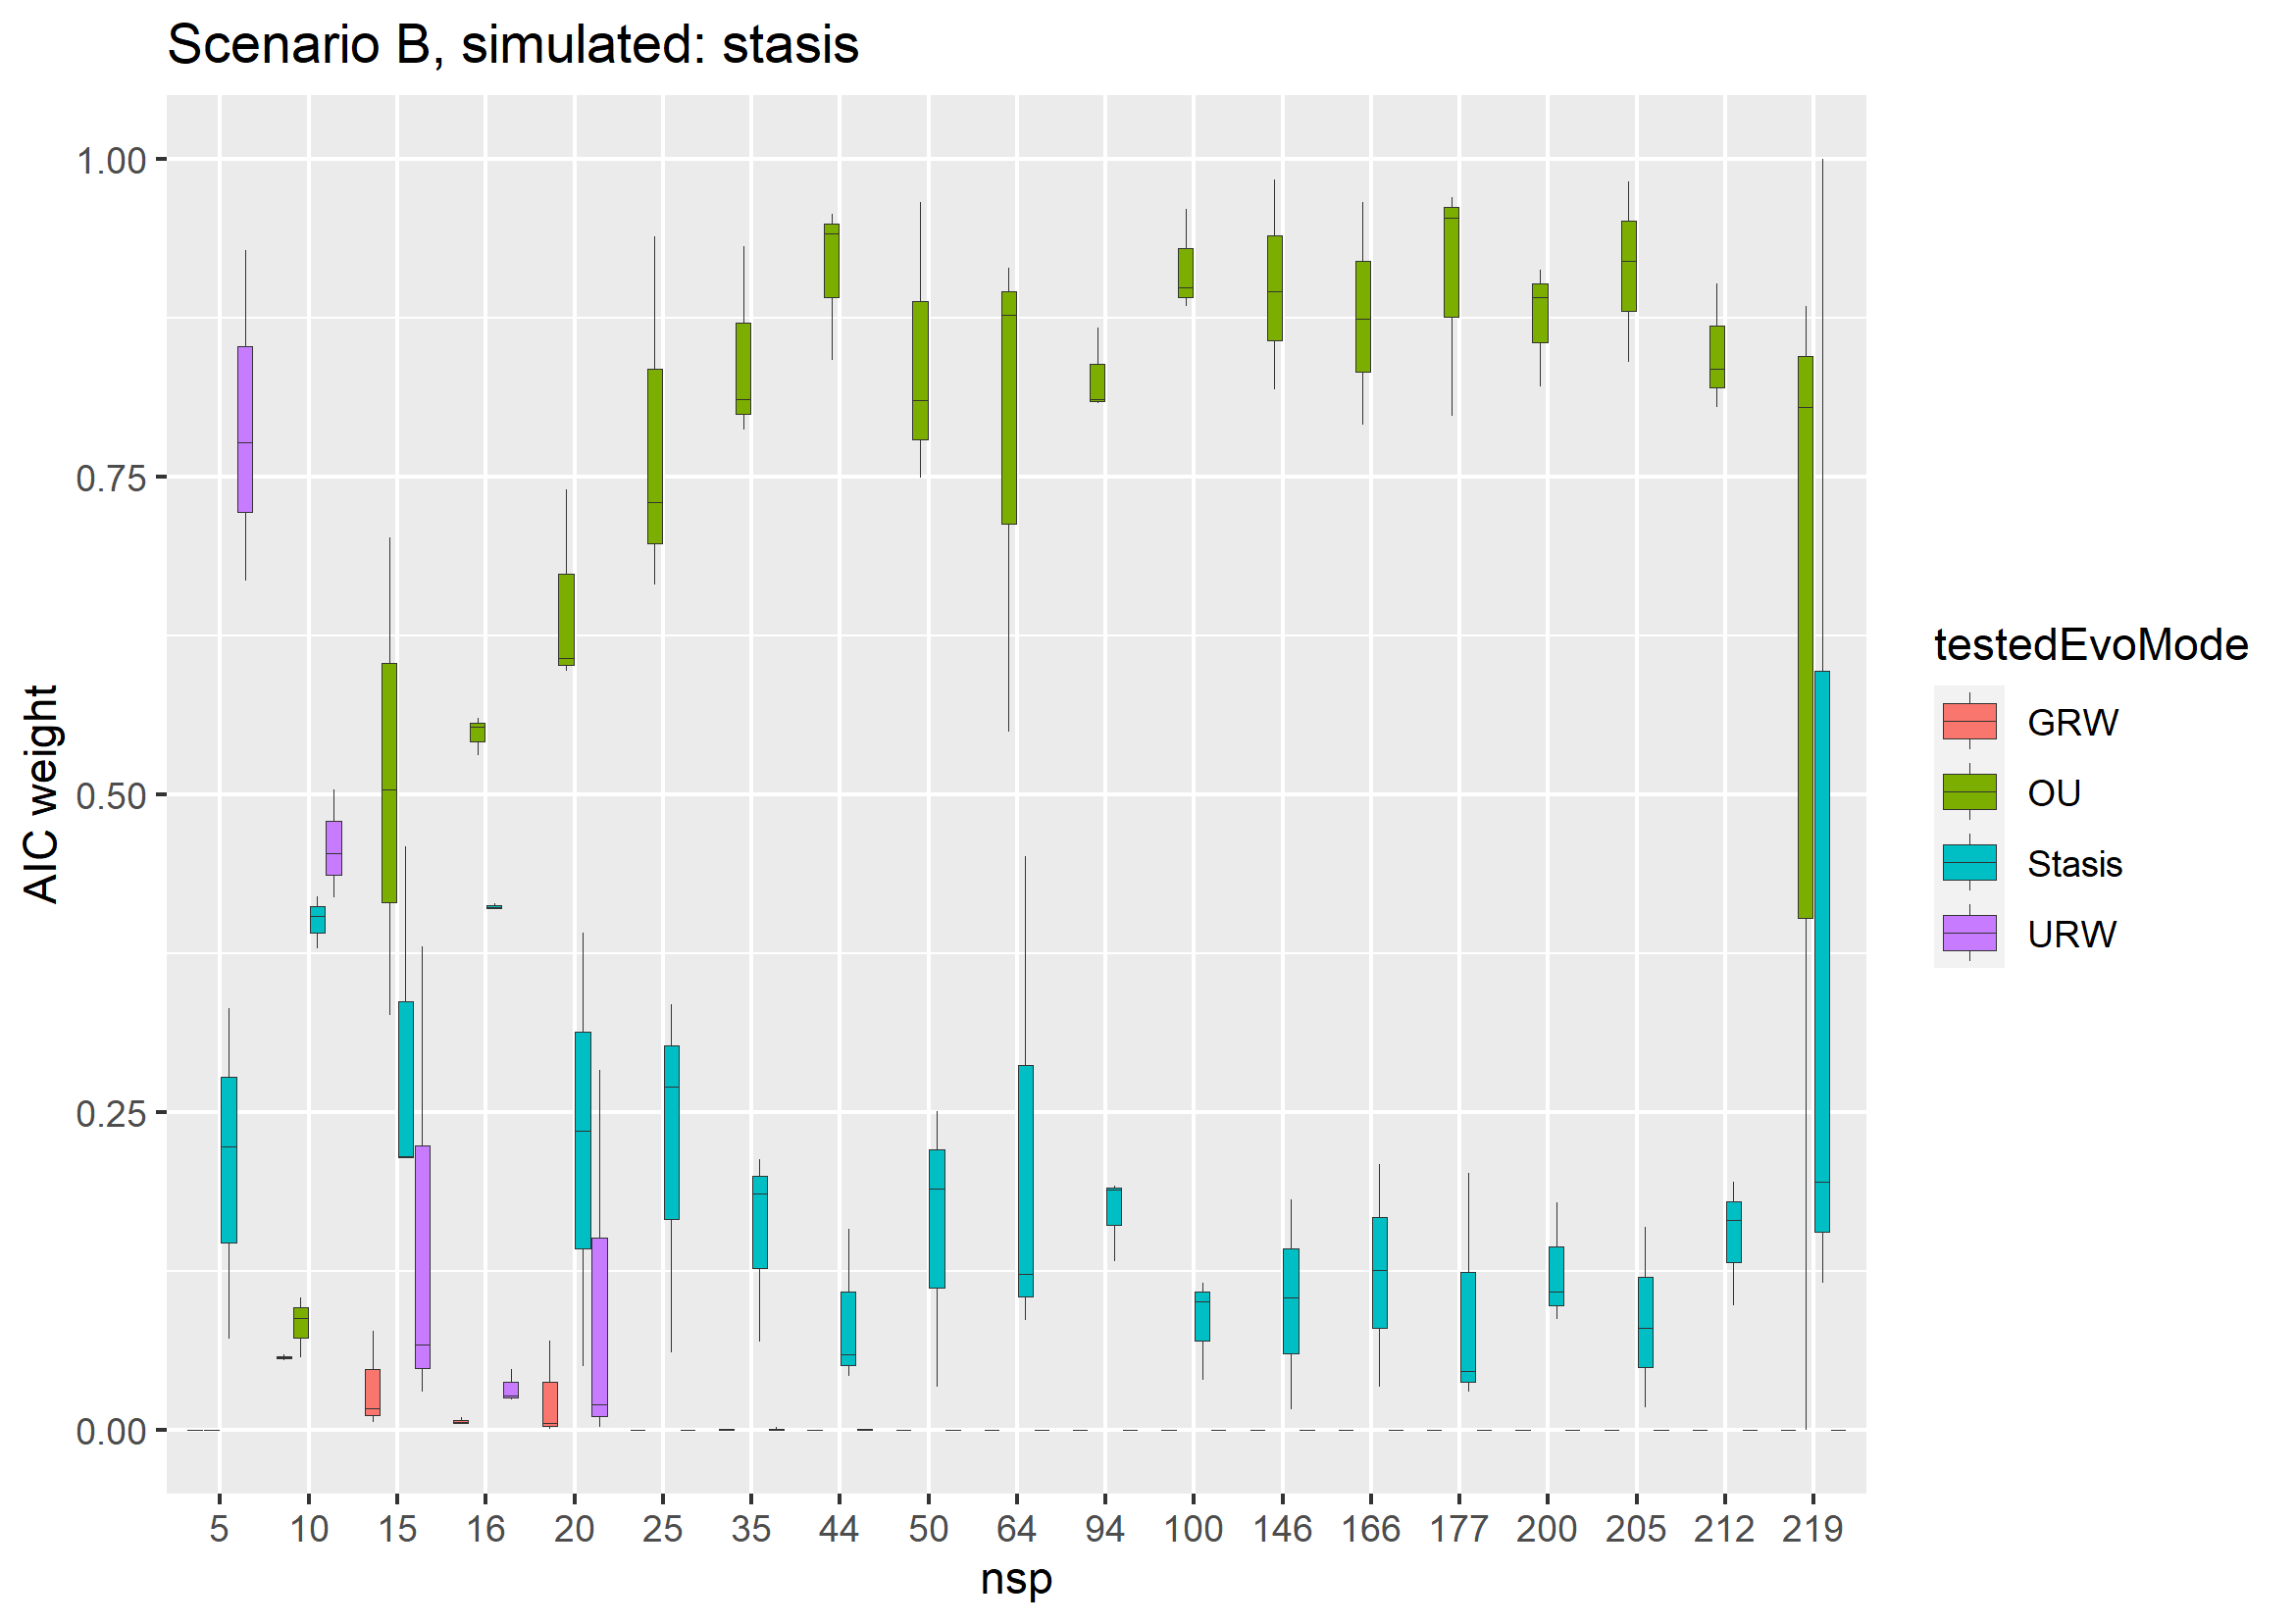 Scenario B, simulated: stasis
AIC weight
1.00
0.75
0.50
0.25
0.00
5 10 15 16 20 25 35 44 50 64 94 100 146 166 177 200 205 212 219
nsp
testedEvoMode
GRW
OU
Stasis
URW